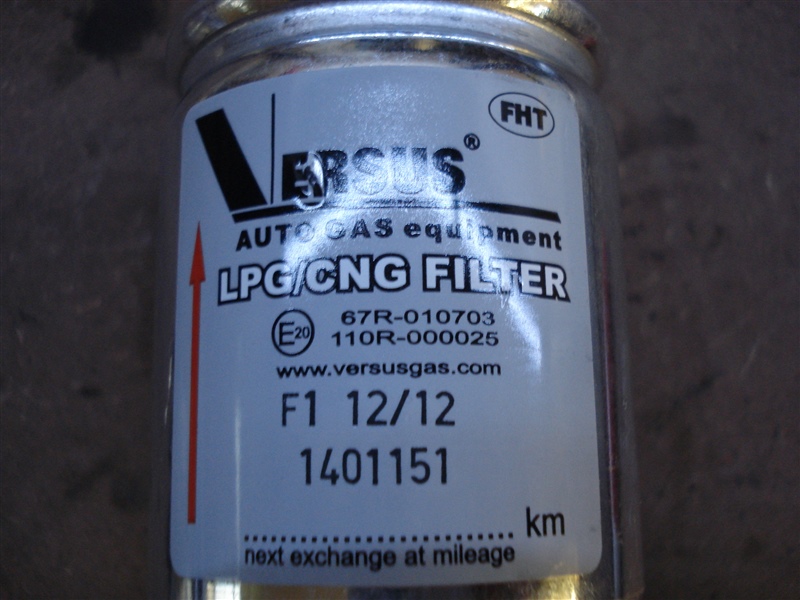 FHT
VERSUS®
AUTO GAS equipment
LPG/CNG FILTER
E20
67R-010703
110R-000025
www.versusgas.com
F1 12/12
1401151
.............................. km
next exchange at mileage